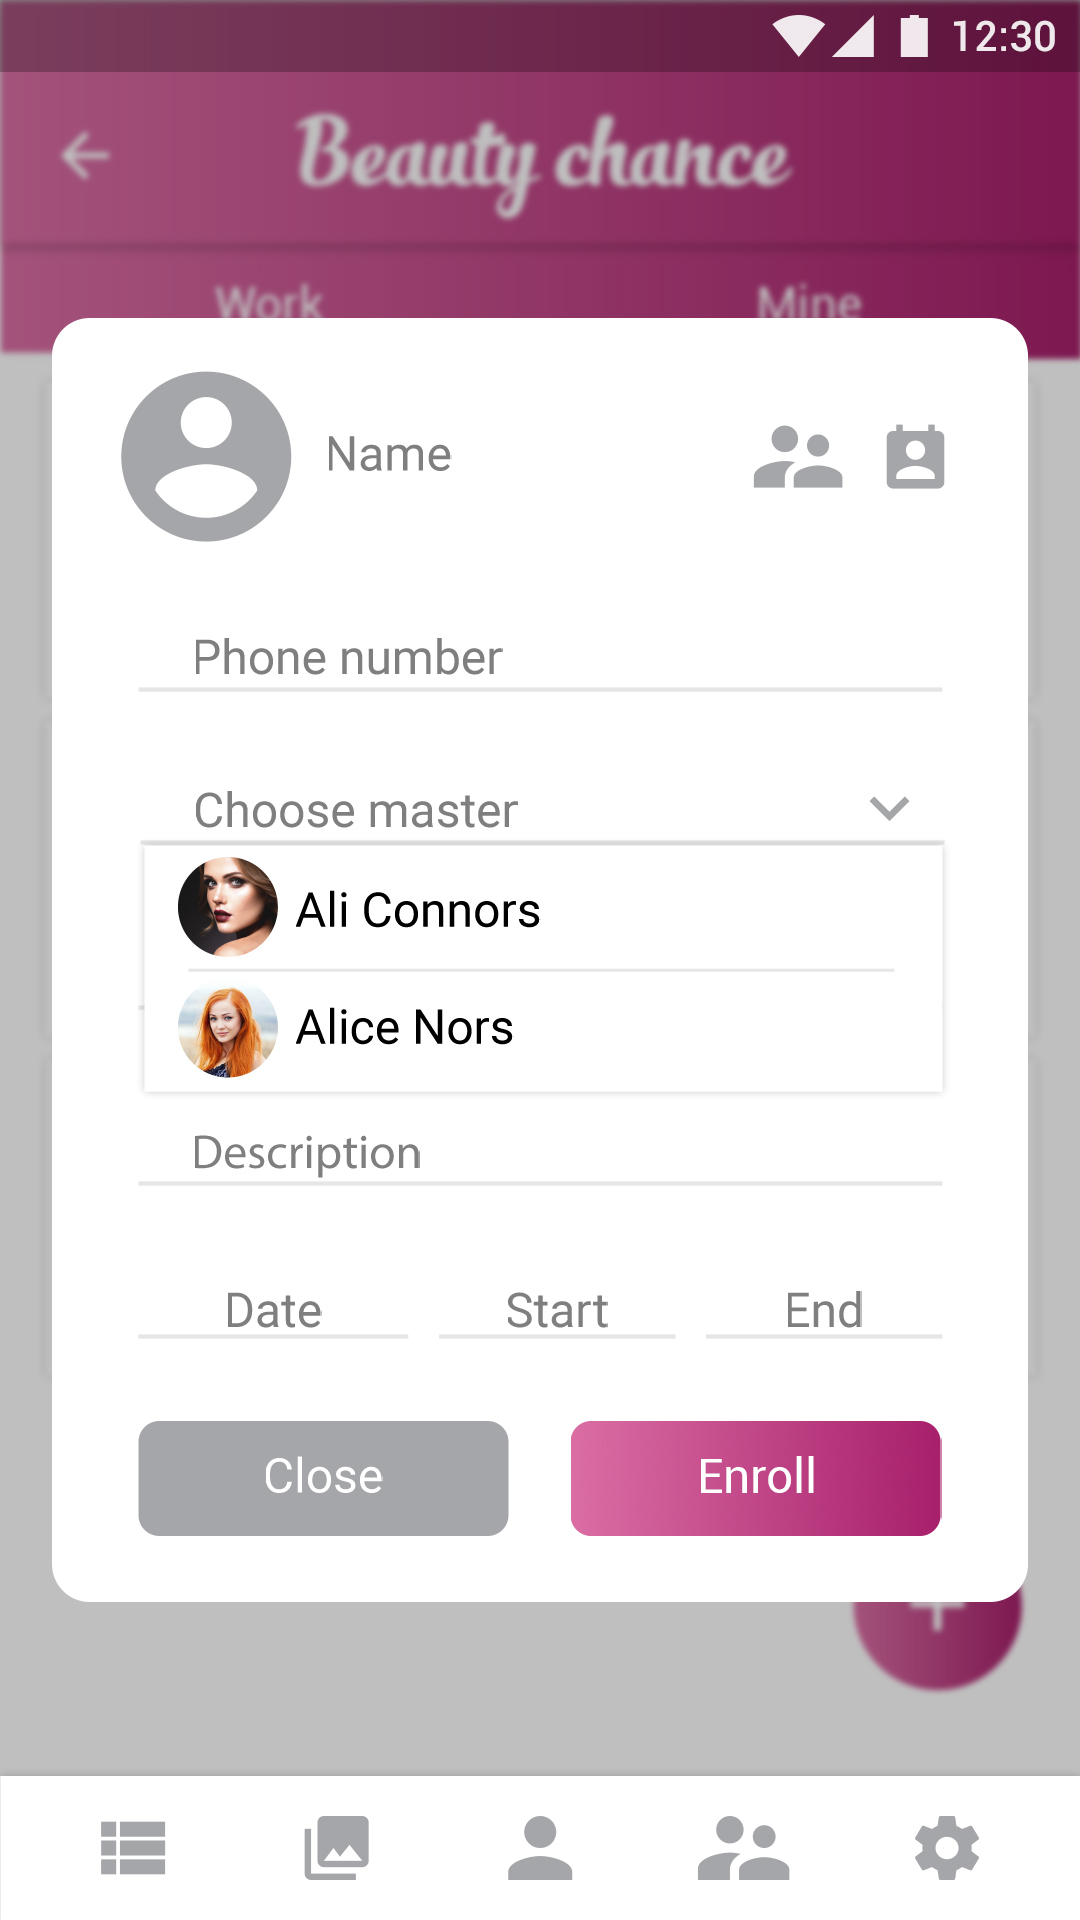 12:30
Beauty chance
Work Mine
Name
Phone number
Choose master
Ali Connors
Alice Nors
Description
Date Start End
Close Enroll